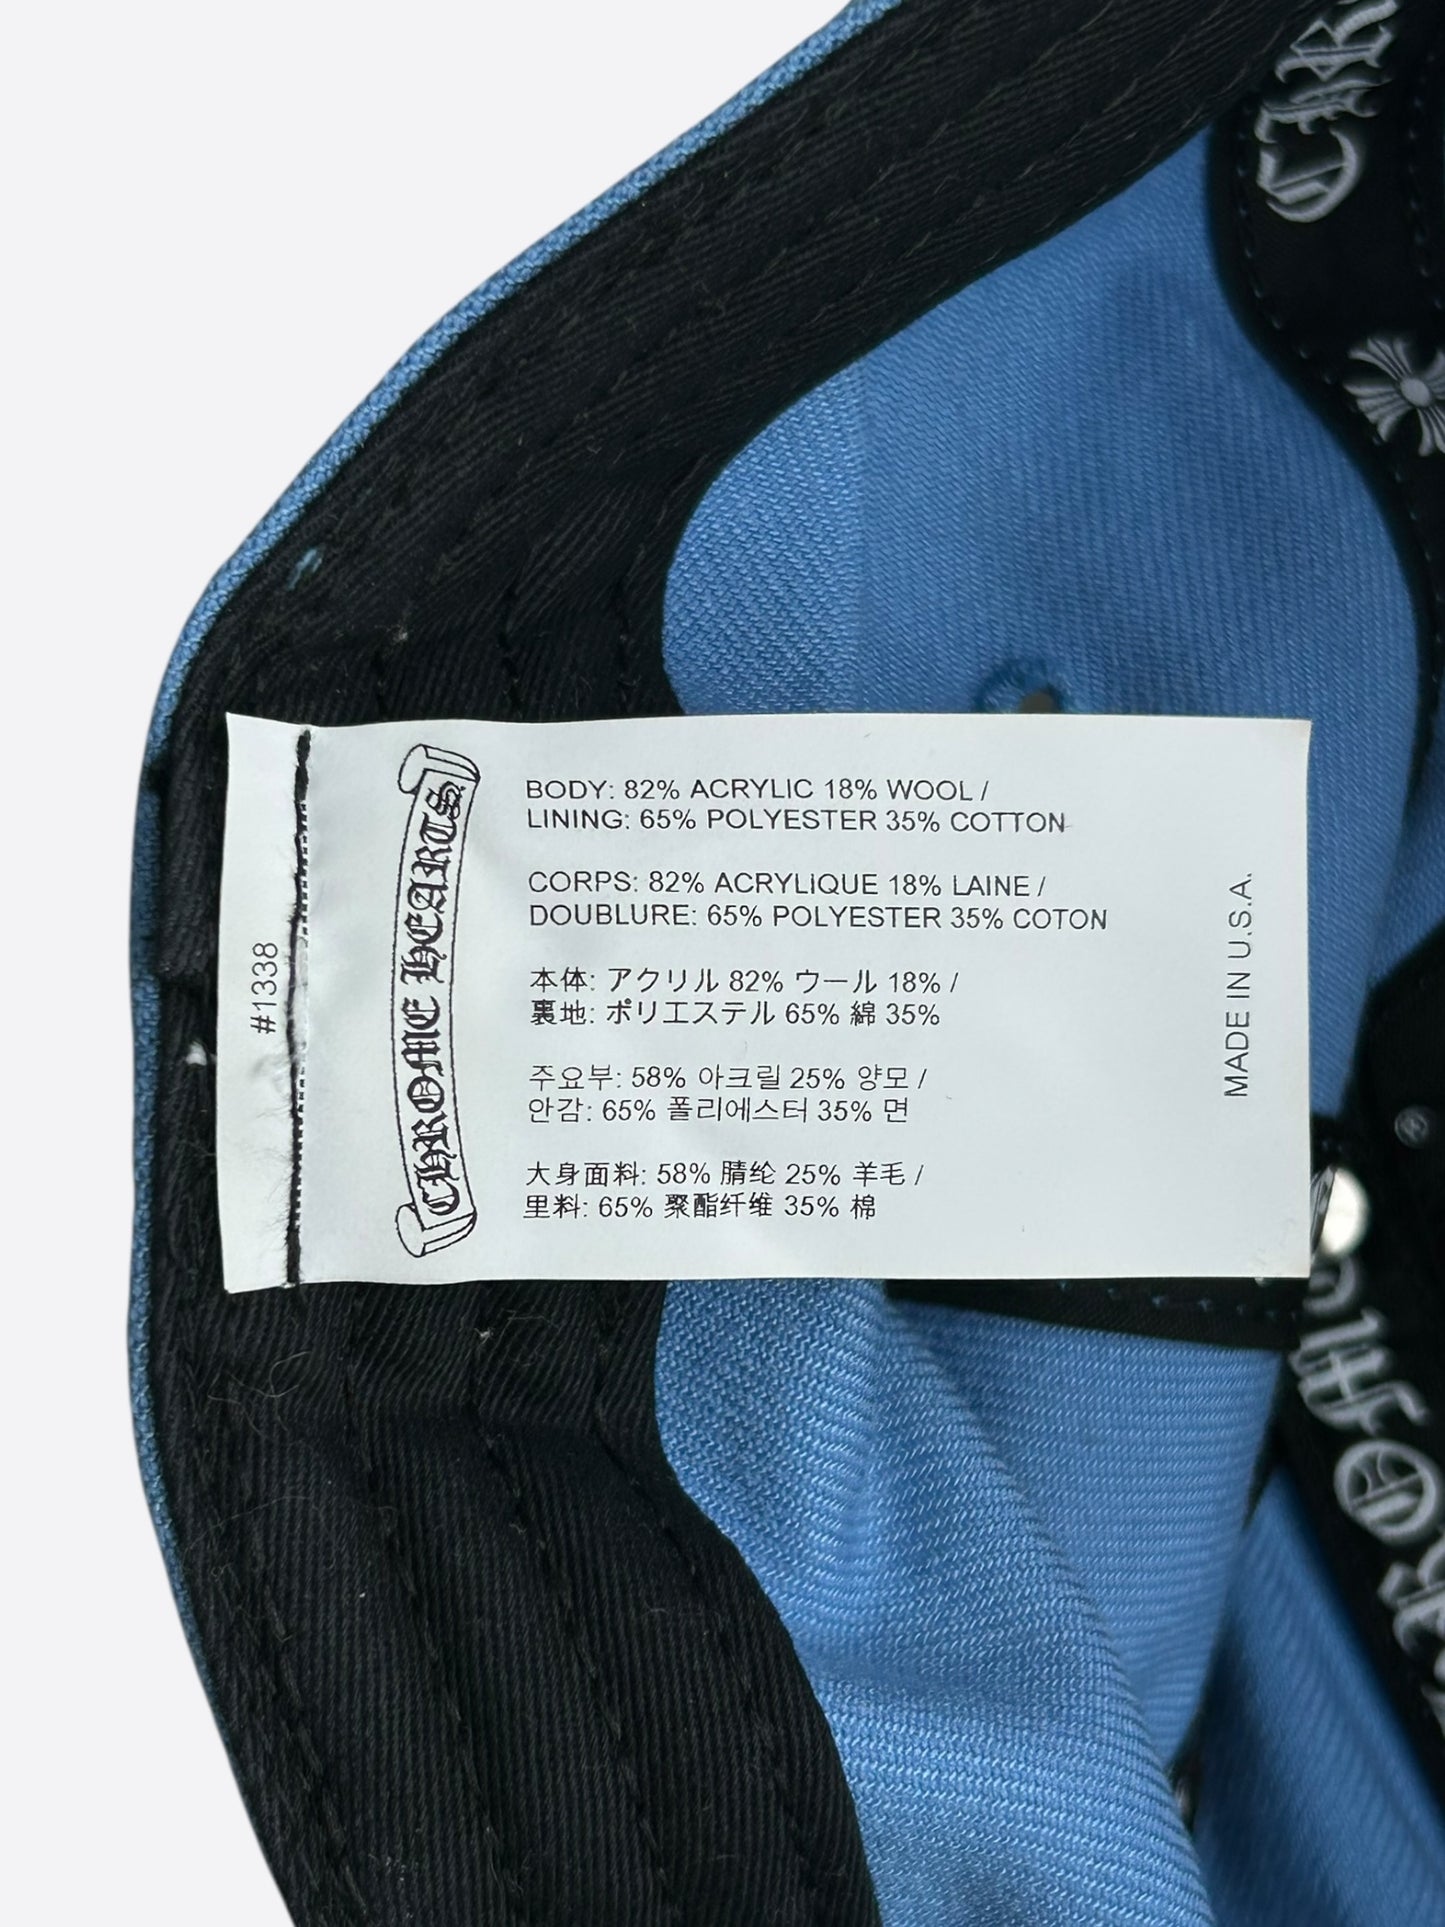 CHR
#1338
CHROME HEARTS
BODY: 82% ACRYLIC 18% WOOL /
LINING: 65% POLYESTER 35% COTTON
CORPS: 82% ACRYLIQUE 18% LAINE /
DOUBLURE: 65% POLYESTER 35% COTON
本体: アクリル 82% ウール 18% /
裏地: ポリエステル 65% 綿 35%
주요부: 58% 아크릴 25% 양모 /
안감: 65% 폴리에스터 35% 면
大身面料: 58% 腈纶 25% 羊毛 /
里料: 65% 聚酯纤维 35% 棉
MADE IN U.S.A.